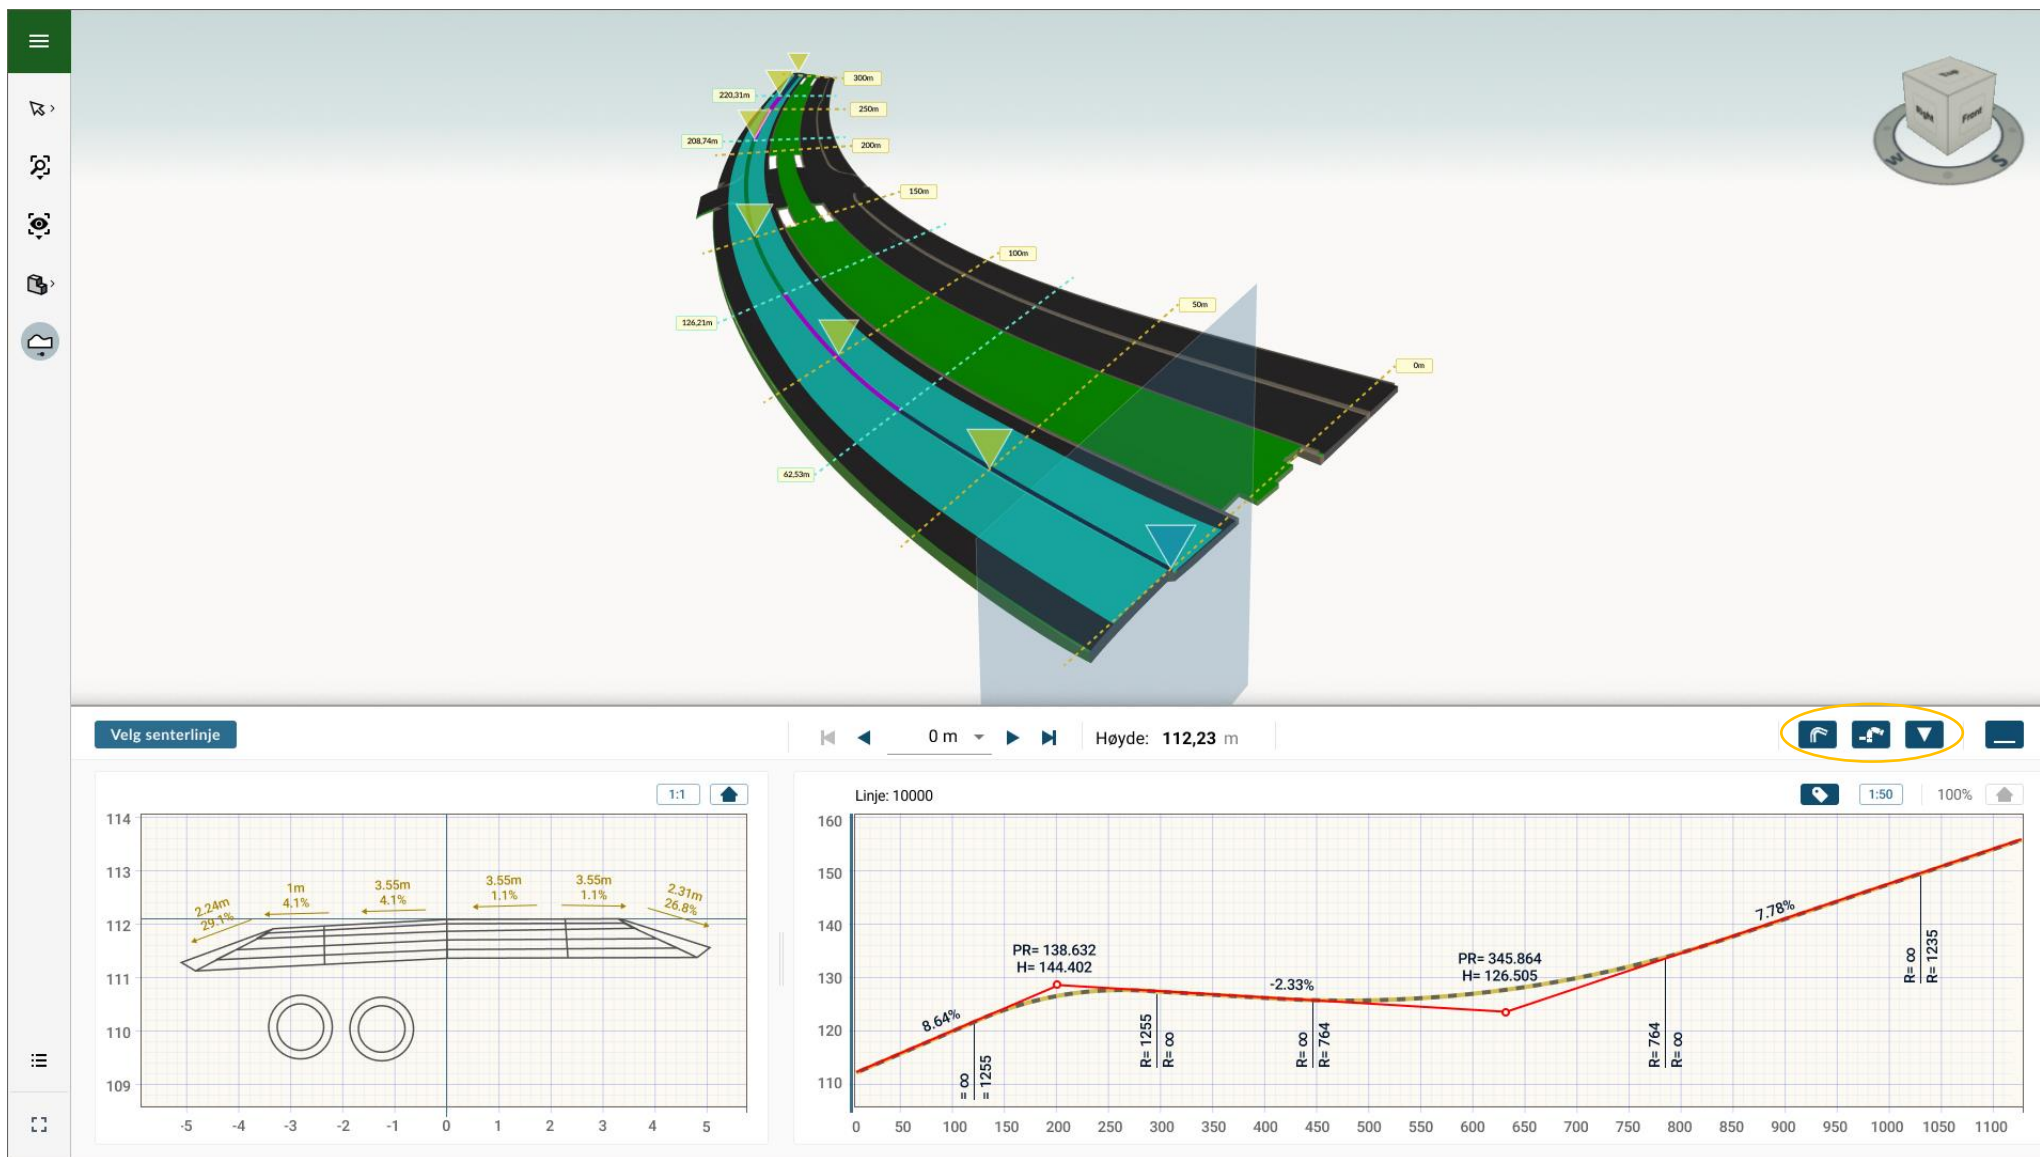 300m
220,31m
250m
208,74m
200m
150m
100m
126,21m
50m
0m
62,53m
Top
Right
Front
W
S
Velg senterlinje
0 m
Høyde: 112,23 m
1:1
114
113
112
111
110
109
2.24m
29.1%
1m
4.1%
3.55m
4.1%
3.55m
1.1%
3.55m
1.1%
2.31m
26.8%
-5 -4 -3 -2 -1 0 1 2 3 4 5
Linje: 10000
1:50
100%
160
150
140
130
120
110
8.64%
PR= 138.632
H= 144.402
-2.33%
PR= 345.864
H= 126.505
7.78%
= ∞
= 1255
R= 1255
R= ∞
R= ∞
R= 764
R= 764
R= ∞
R= ∞
R= 1235
0 50 100 150 200 250 300 350 400 450 500 550 600 650 700 750 800 850 900 950 1000 1050 1100